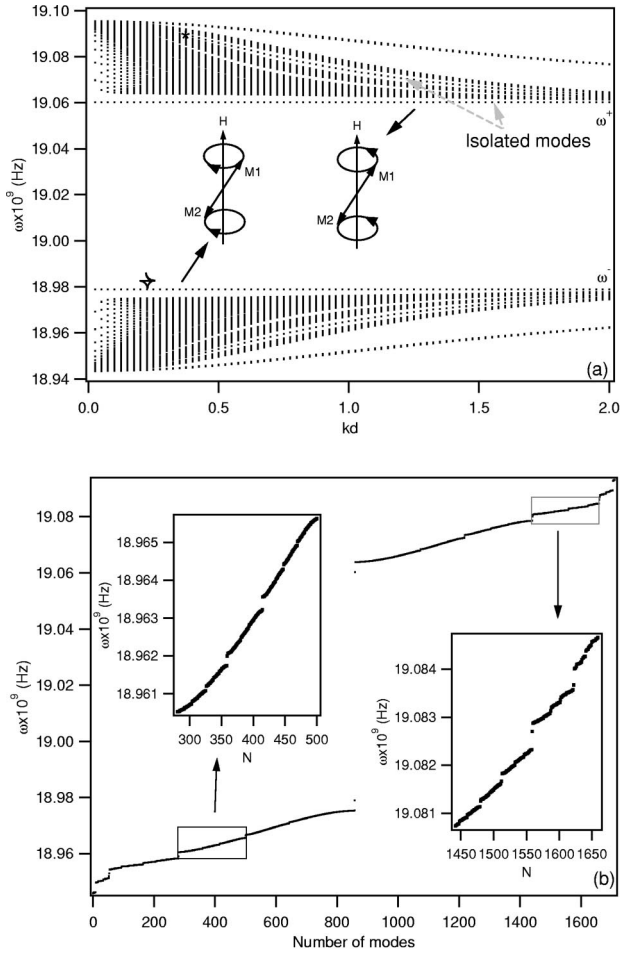 19.10
19.08
19.06
19.04
19.02
19.00
18.98
18.96
18.94
ωx10⁹ (Hz)
*
H
M1
M2
H
M1
M2
Isolated modes
ω⁺
ω⁻
(a)
0.0 0.5 1.0 1.5 2.0
kd
19.08
19.06
19.04
19.02
19.00
18.98
18.96
ωx10⁹ (Hz)
18.965
18.964
18.963
18.962
18.961
ωx10⁹ (Hz)
300 350 400 450 500
N
19.084
19.083
19.082
19.081
ωx10⁹ (Hz)
1450 1500 1550 1600 1650
N
(b)
0 200 400 600 800 1000 1200 1400 1600
Number of modes